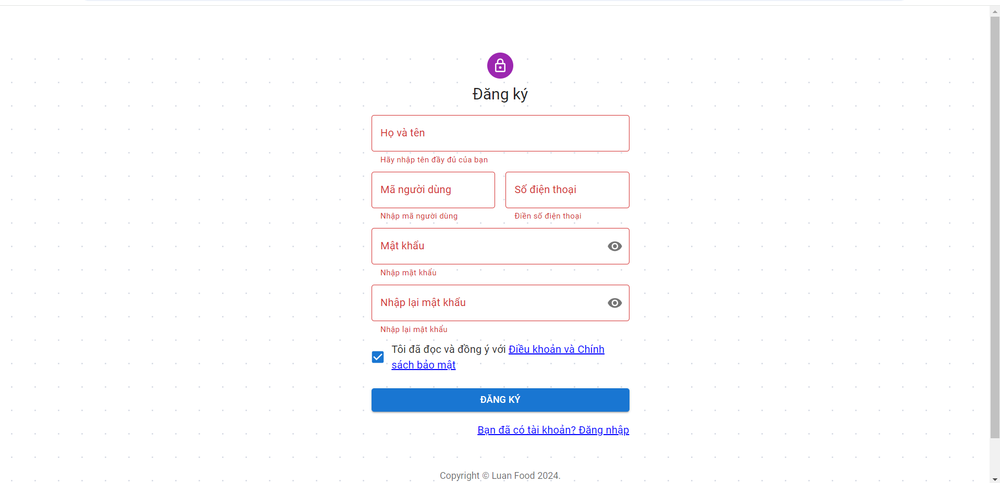 Đăng ký
Họ và tên
Hãy nhập tên đầy đủ của bạn
Mã người dùng
Số điện thoại
Nhập mã người dùng
Điền số điện thoại
Mật khẩu
Nhập mật khẩu
Nhập lại mật khẩu
Nhập lại mật khẩu
Tôi đã đọc và đồng ý với Điều khoản và Chính
sách bảo mật
ĐĂNG KÝ
Bạn đã có tài khoản? Đăng nhập
Copyright © Luan Food 2024.